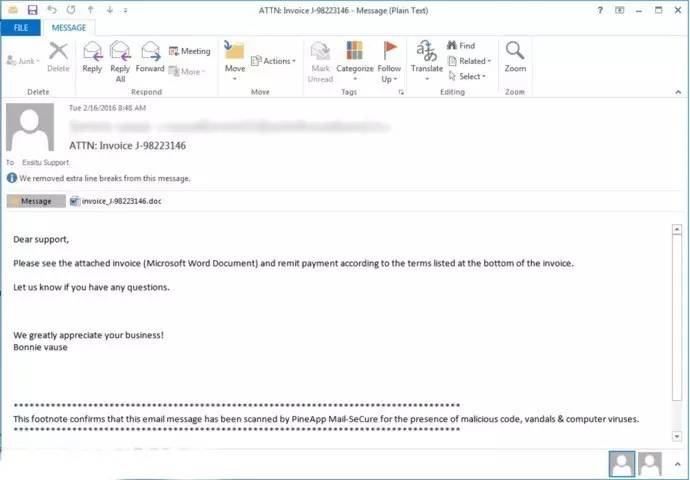 ATTN: Invoice J-98223146 - Message (Plain Text)
FILE MESSAGE
Junk
Delete
Reply
Reply All
Forward
Meeting
More
Move
Actions
Mark Unread
Categorize
Follow Up
Translate
Find
Related
Select
Zoom
Delete Respond Move Tags Editing Zoom
Tue 2/16/2016 8:48 AM
ATTN: Invoice J-98223146
To Exsitu Support
We removed extra line breaks from this message.
Message invoice_J-98223146.doc
Dear support,
Please see the attached invoice (Microsoft Word Document) and remit payment according to the terms listed at the bottom of the invoice.
Let us know if you have any questions.
We greatly appreciate your business!
Bonnie vause
This footnote confirms that this email message has been scanned by PineApp Mail-SeCure for the presence of malicious code, vandals & computer viruses.